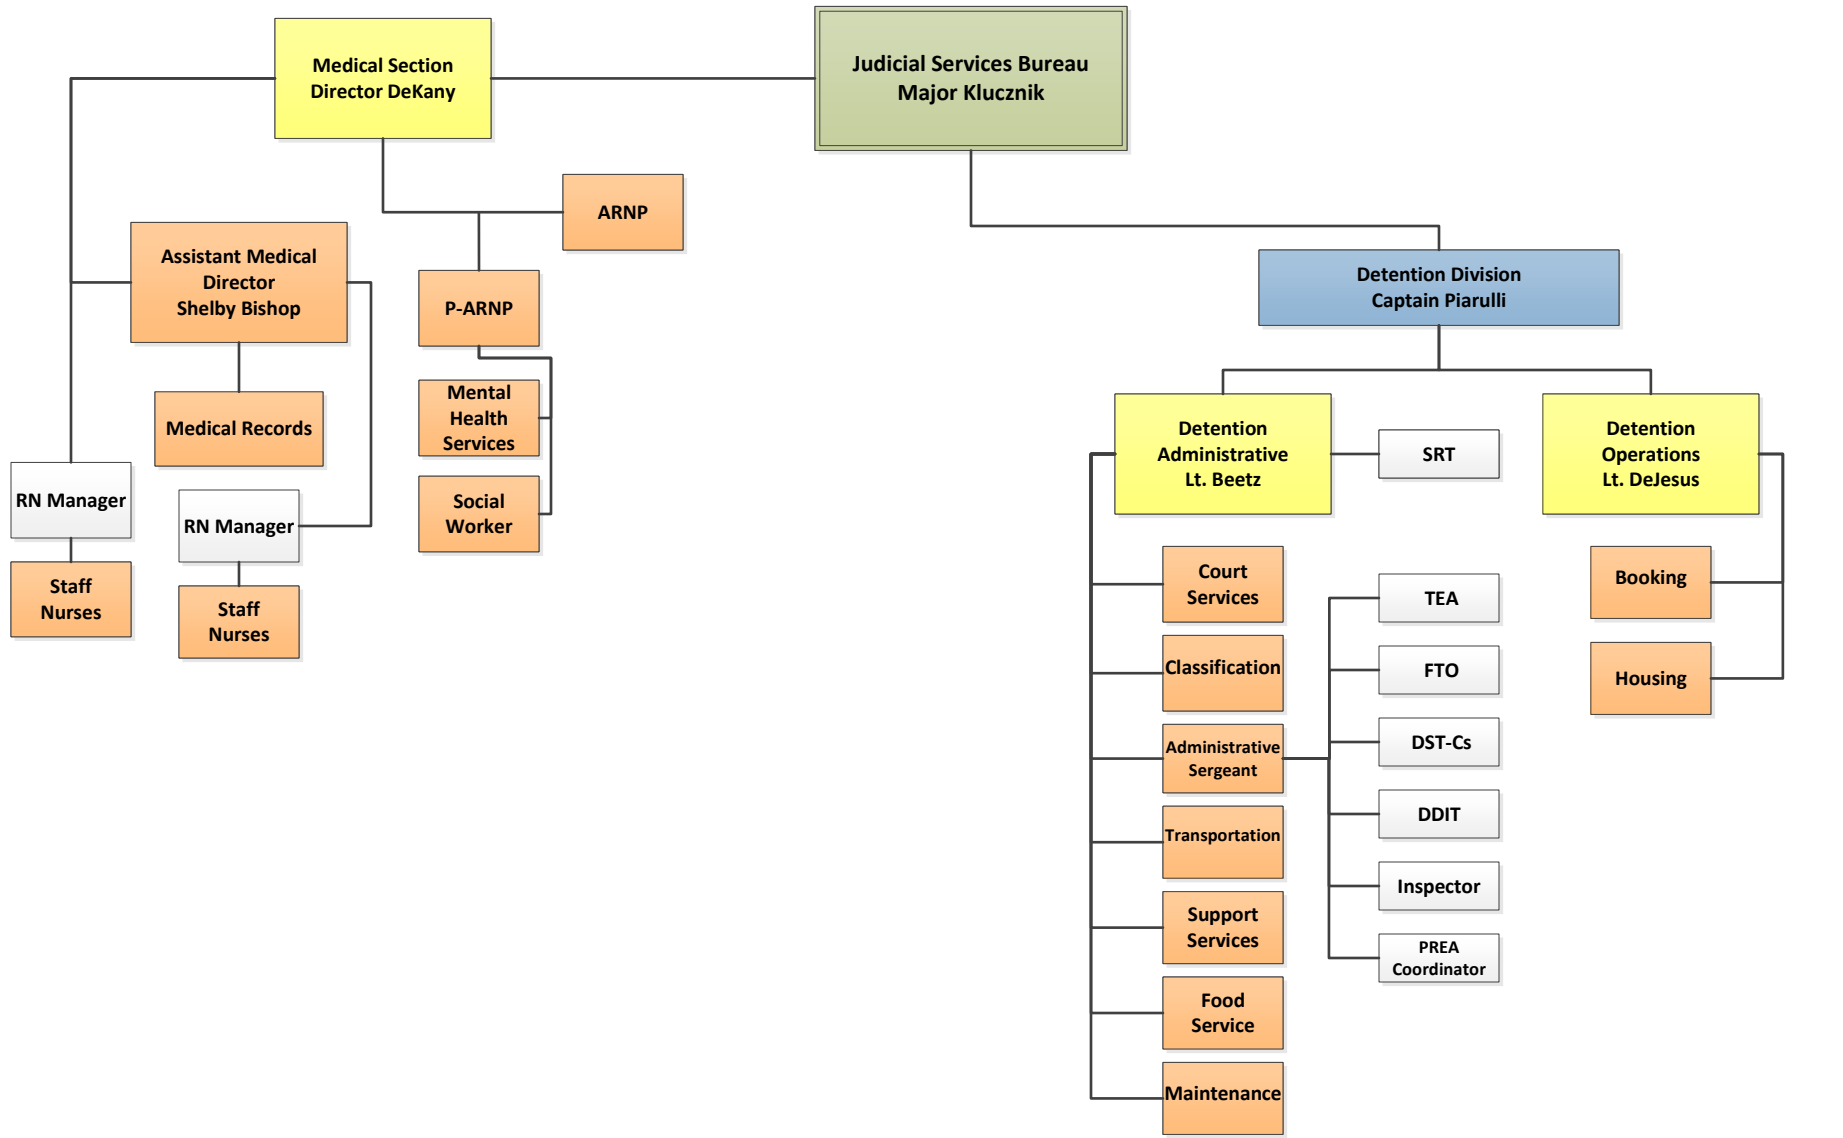 Medical Section
Director DeKany
Judicial Services Bureau
Major Klucznik
ARNP
Assistant Medical
Director
Shelby Bishop
P-ARNP
Mental
Health
Services
Medical Records
Social
Worker
RN Manager
RN Manager
Staff
Nurses
Staff
Nurses
Detention Division
Captain Piarulli
Detention
Administrative
Lt. Beetz
SRT
Detention
Operations
Lt. DeJesus
Court
Services
Classification
Administrative
Sergeant
Transportation
Support
Services
Food
Service
Maintenance
TEA
FTO
DST-Cs
DDIT
Inspector
PREA
Coordinator
Booking
Housing